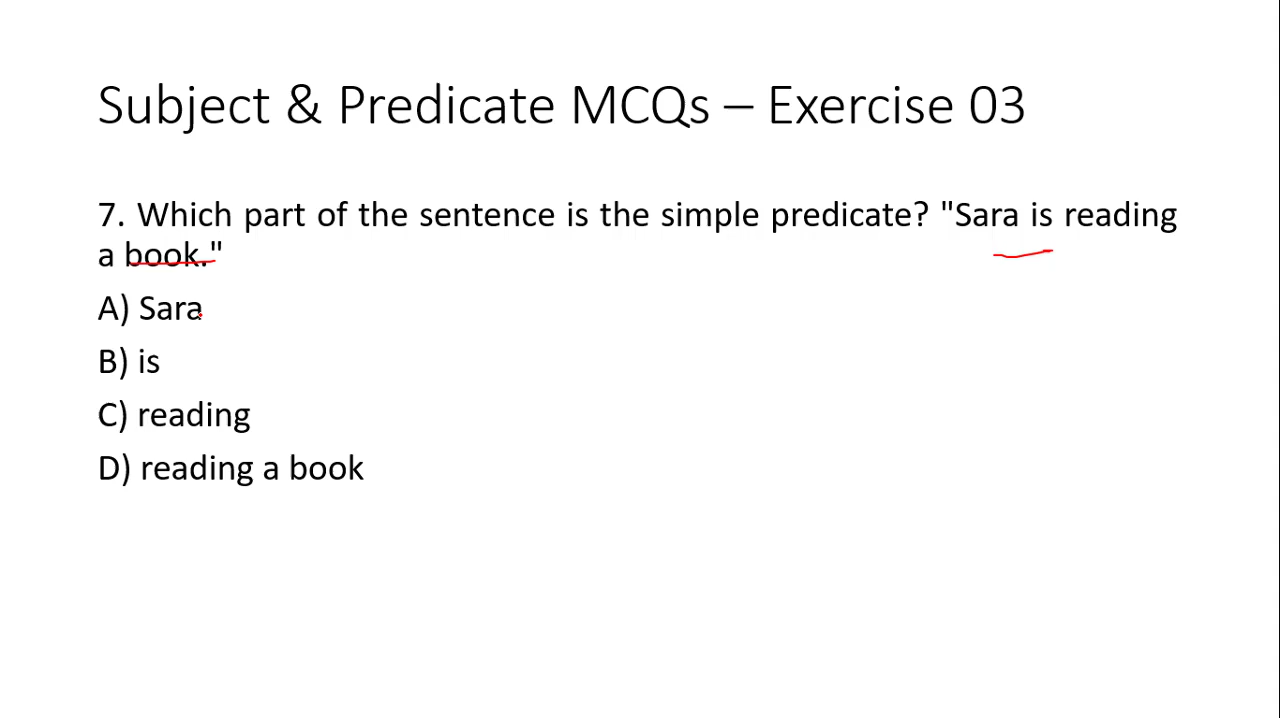 Subject & Predicate MCQs – Exercise 03
7. Which part of the sentence is the simple predicate? "Sara is reading
a book."
A) Sara
B) is
C) reading
D) reading a book